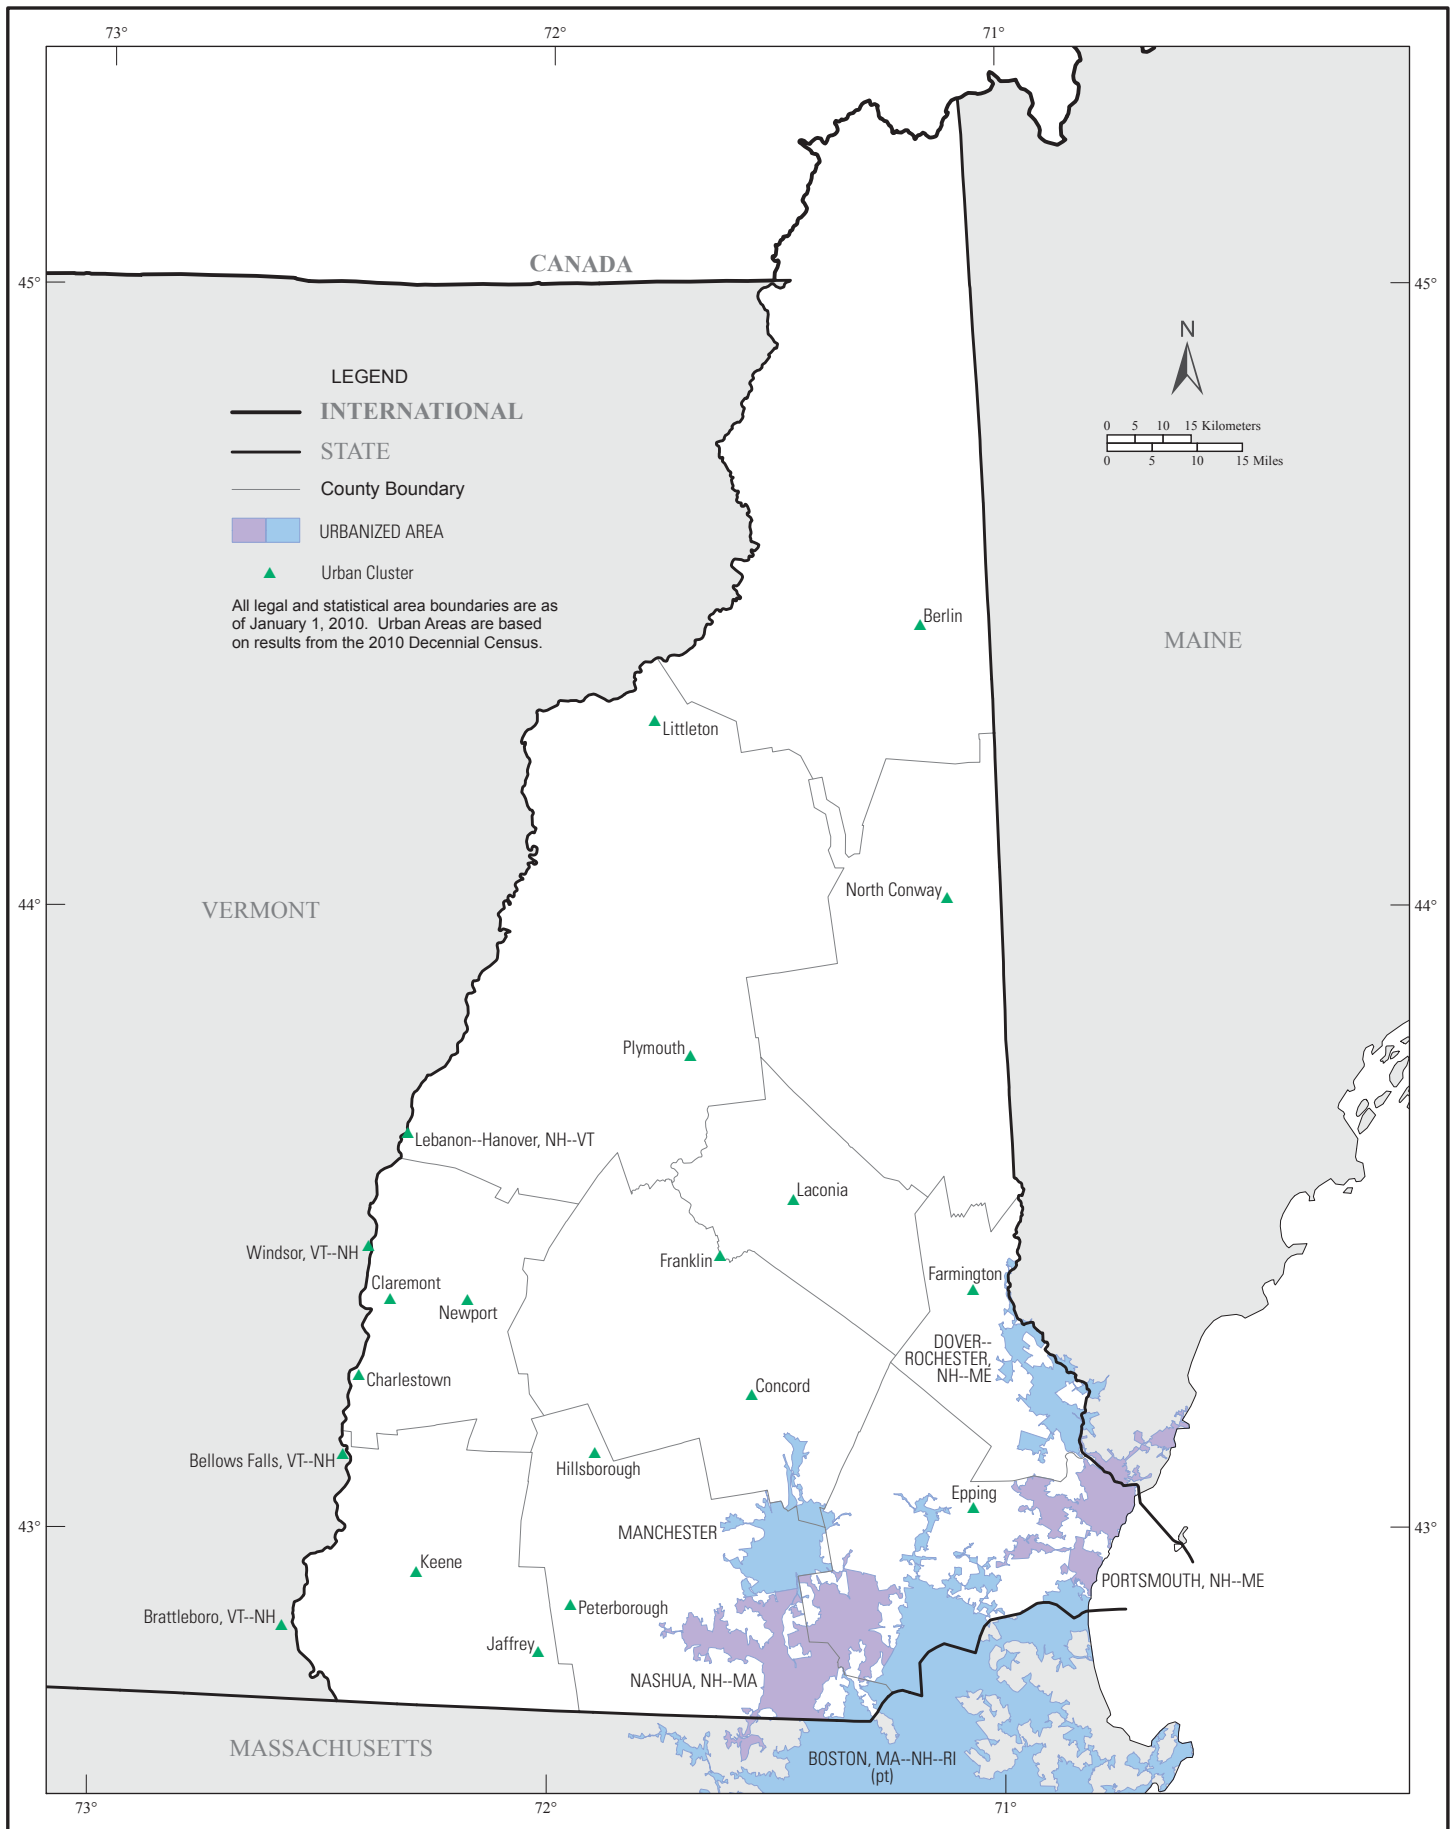 73°
72°
71°
CANADA
45°
45°
N
LEGEND
INTERNATIONAL
STATE
County Boundary
URBANIZED AREA
Urban Cluster
All legal and statistical area boundaries are as
of January 1, 2010.  Urban Areas are based
on results from the 2010 Decennial Census.
0 5 10 15 Kilometers
0 5 10 15 Miles
Berlin
MAINE
Littleton
North Conway
44°
44°
VERMONT
Plymouth
Lebanon--Hanover, NH--VT
Laconia
Windsor, VT--NH
Franklin
Farmington
Claremont
Newport
DOVER--
ROCHESTER,
NH--ME
Charlestown
Concord
Bellows Falls, VT--NH
Hillsborough
Epping
43°
43°
MANCHESTER
Keene
PORTSMOUTH, NH--ME
Peterborough
Brattleboro, VT--NH
Jaffrey
NASHUA, NH--MA
MASSACHUSETTS
BOSTON, MA--NH--RI
(pt)
73°
72°
71°